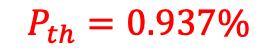 P_th = 0.937%